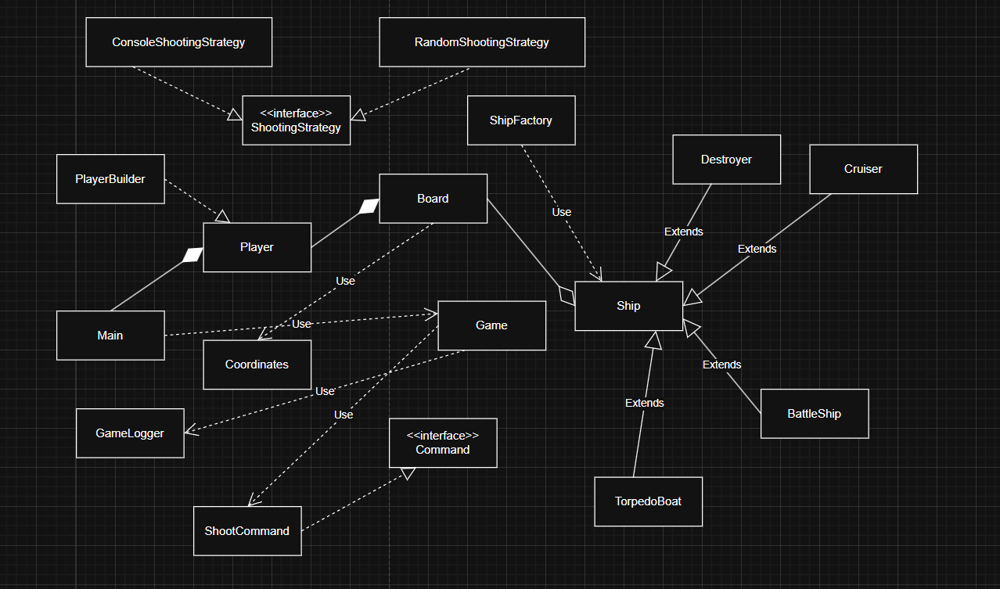 ConsoleShootingStrategy
RandomShootingStrategy
<<interface>>
ShootingStrategy
ShipFactory
Destroyer
Cruiser
PlayerBuilder
Board
Use
Extends
Player
Extends
Use
Ship
Use
Game
Main
Coordinates
Extends
Use
Extends
Use
BattleShip
GameLogger
<<interface>>
Command
TorpedoBoat
ShootCommand